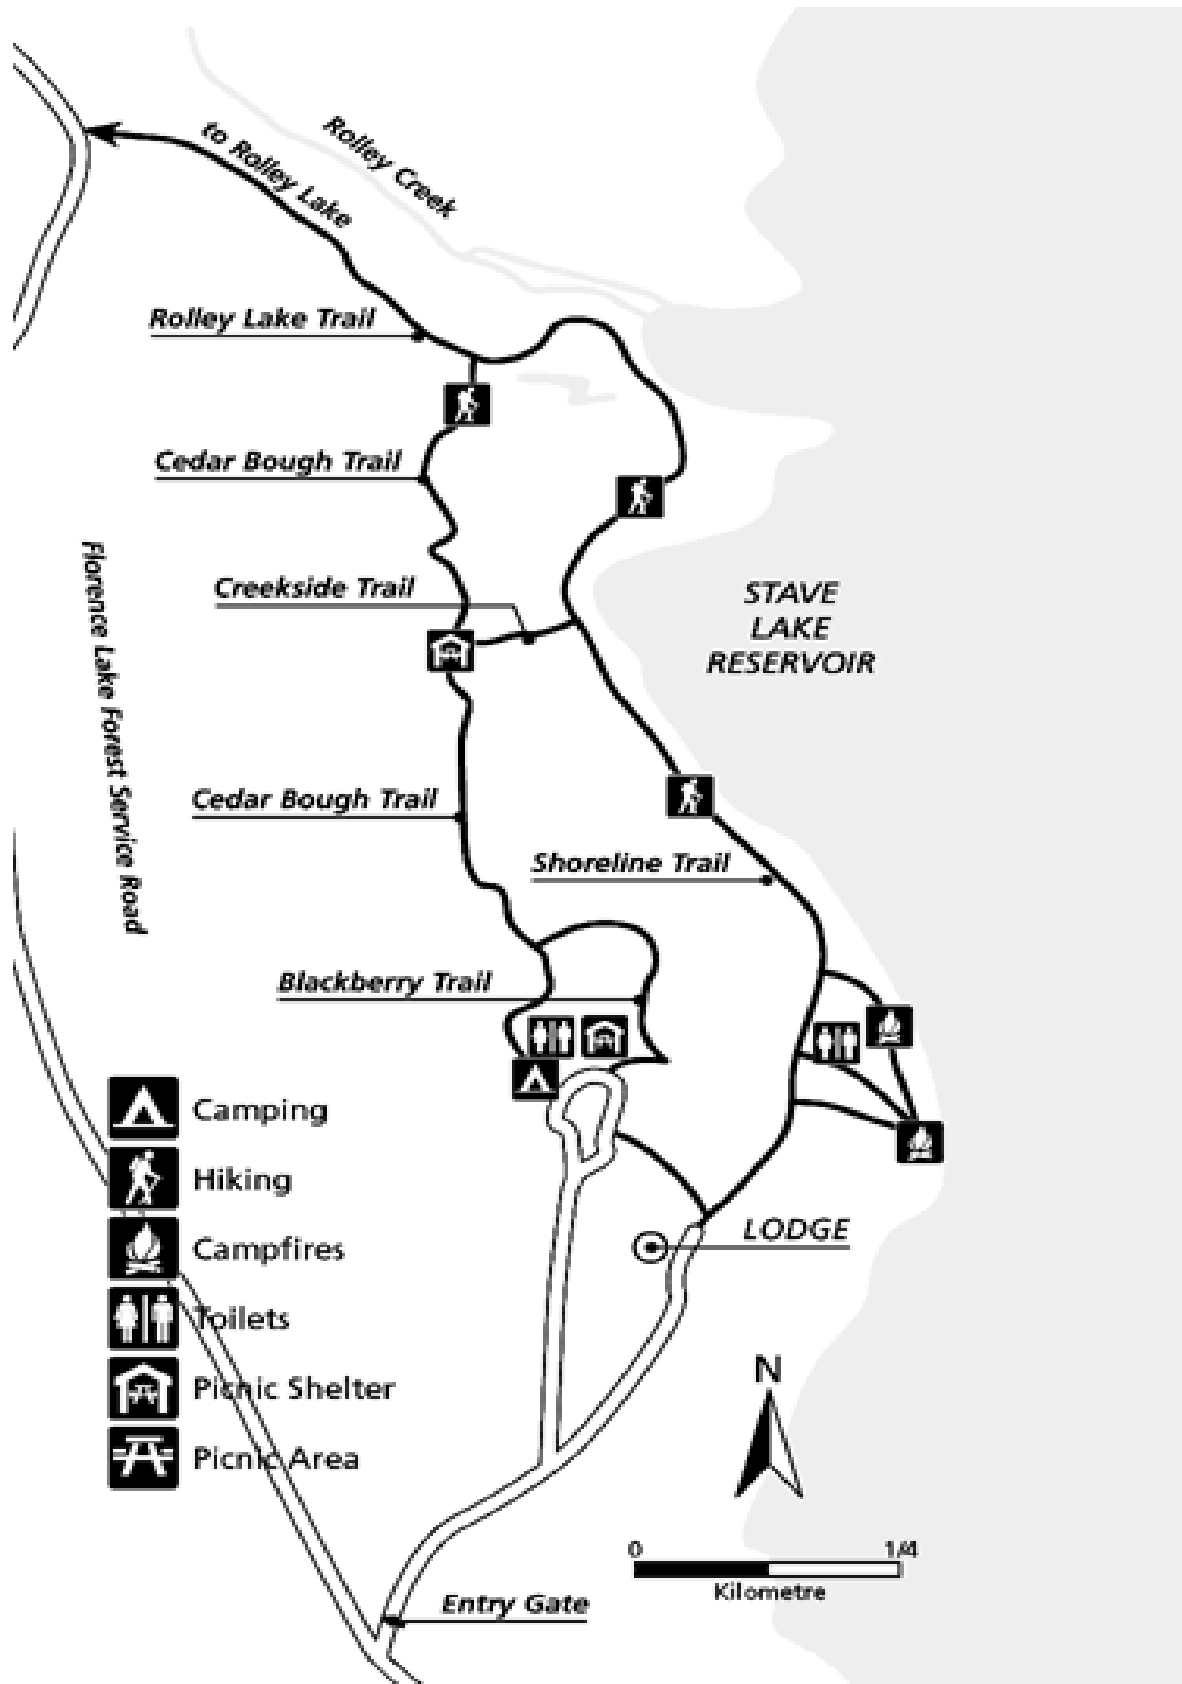 to Rolley Lake
Rolley Creek
Rolley Lake Trail
Cedar Bough Trail
Creekside Trail
Florence Lake Forest Service Road
STAVE
LAKE
RESERVOIR
Cedar Bough Trail
Shoreline Trail
Blackberry Trail
Camping
Hiking
LODGE
Campfires
Toilets
N
Picnic Shelter
Picnic Area
0 1/4
Kilometre
Entry Gate